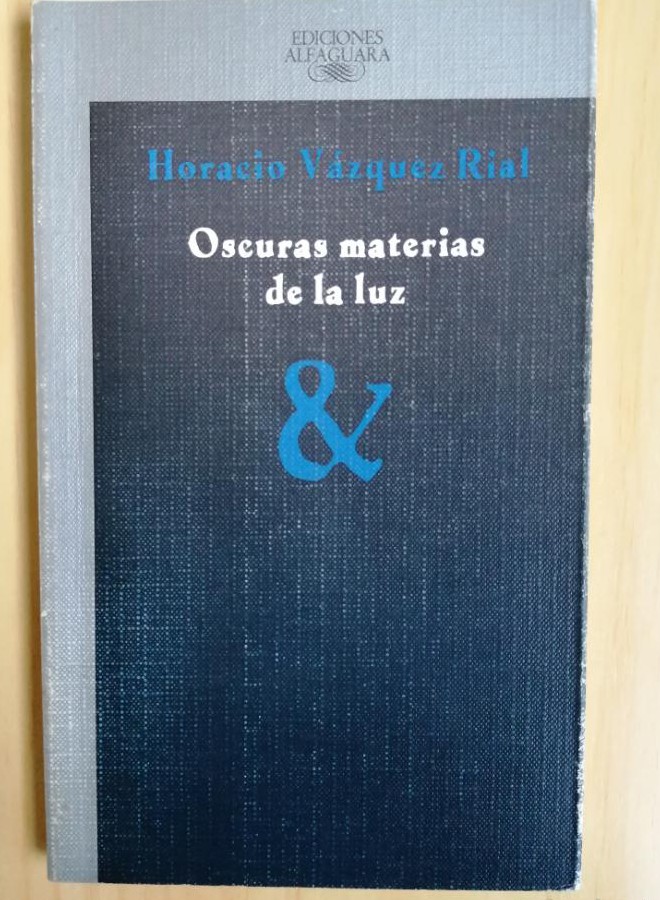 EDICIONES
ALFAGUARA
Horacio Vázquez Rial
Oscuras materias
de la luz
&